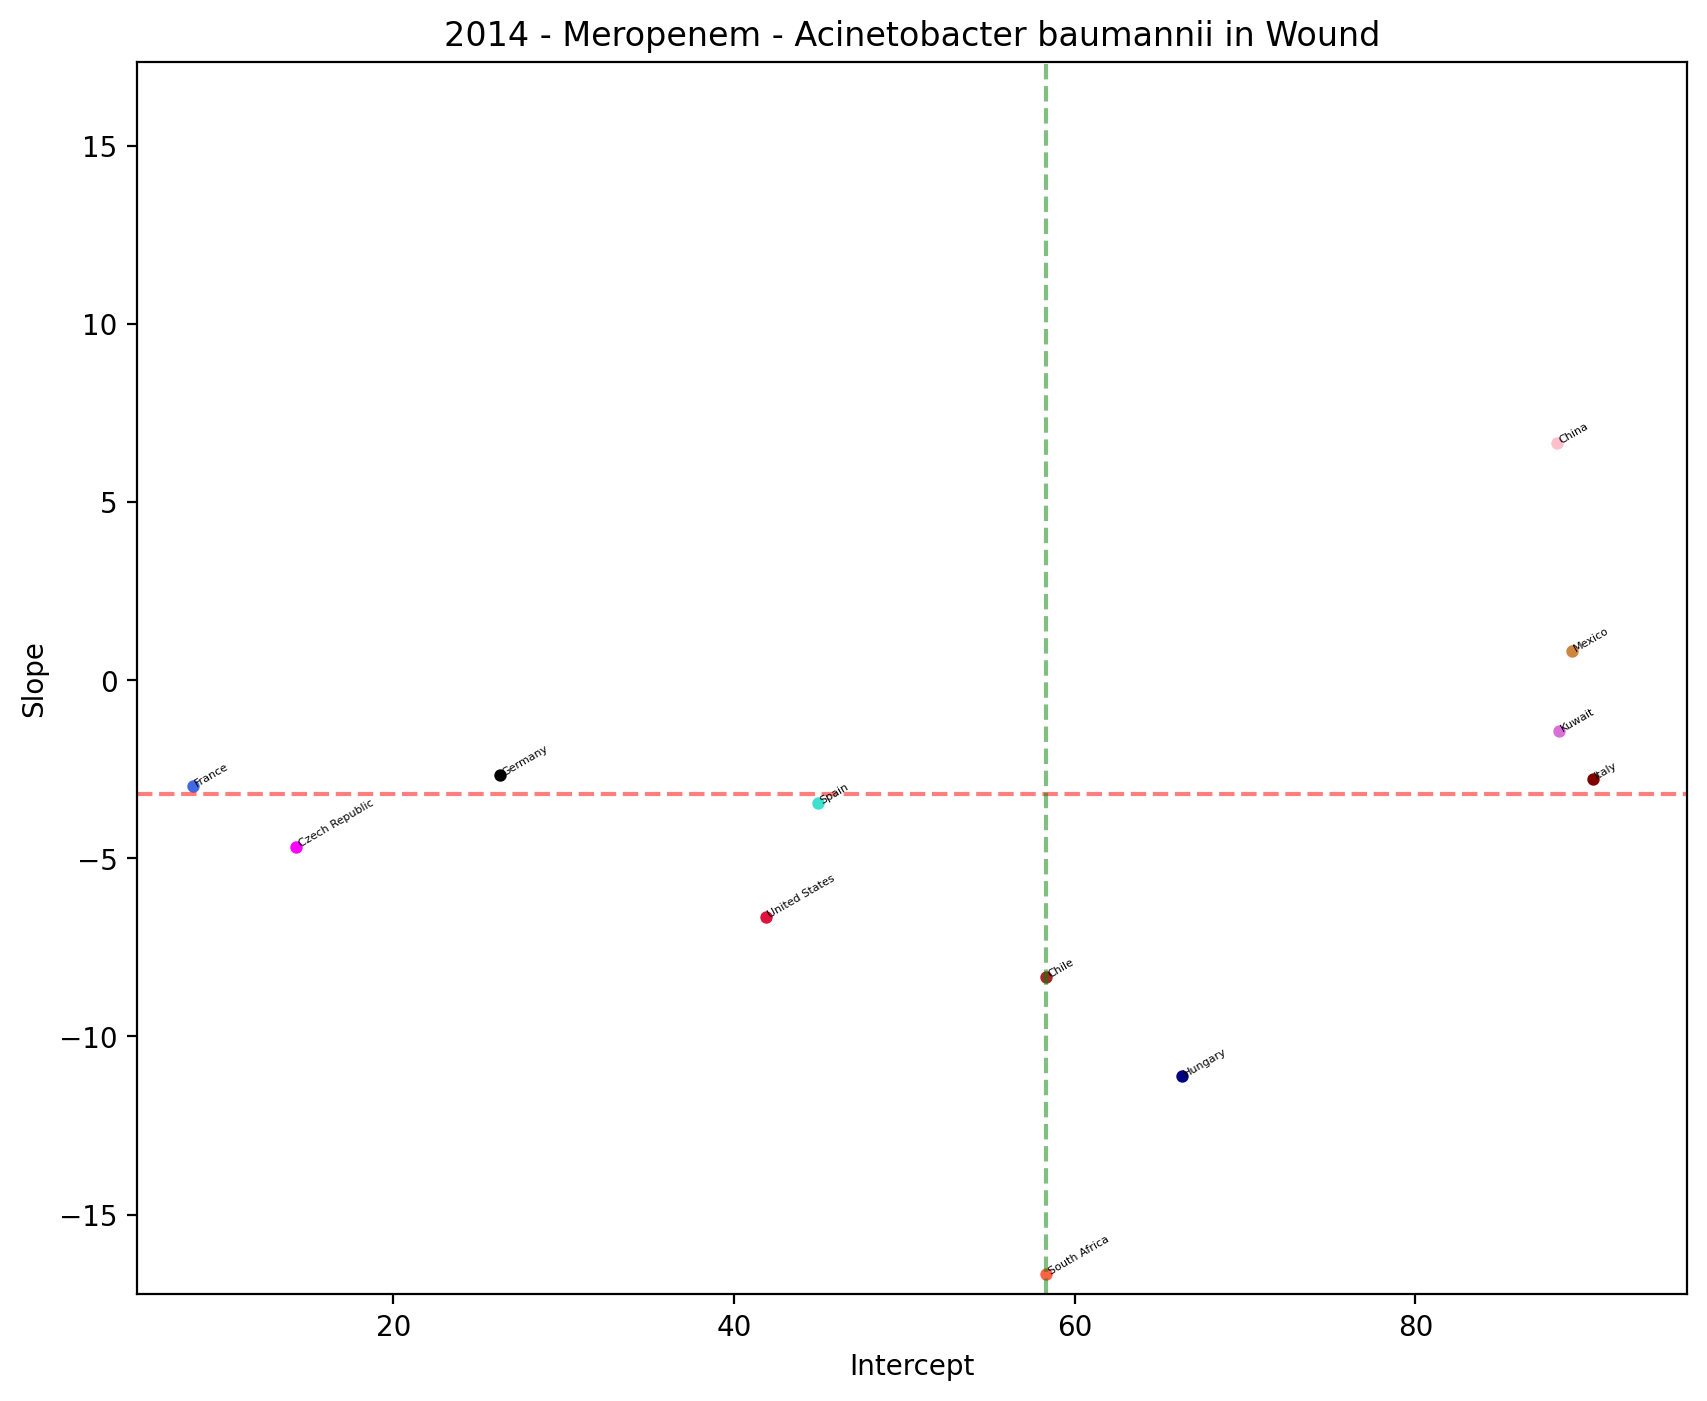 2014 - Meropenem - Acinetobacter baumannii in Wound
15
10
5
0
−5
−10
−15
Slope
China
Mexico
Kuwait
Italy
France
Germany
Spain
Czech Republic
United States
Chile
Hungary
South Africa
20 40 60 80
Intercept